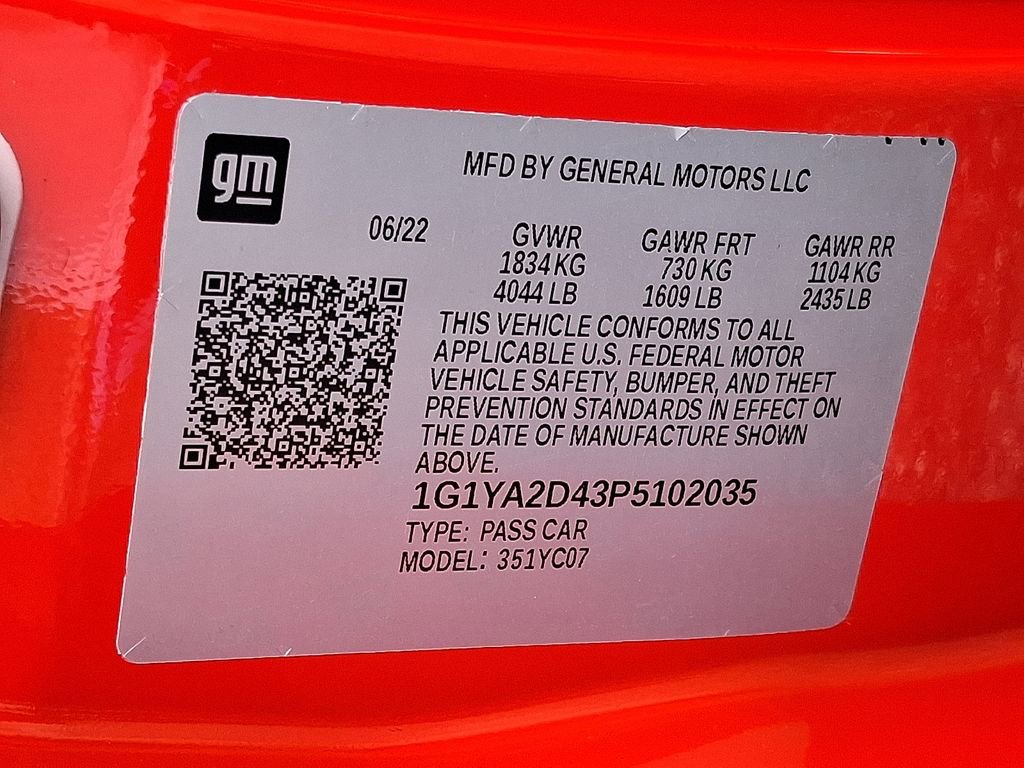 gm
MFD BY GENERAL MOTORS LLC
06/22
GVWR GAWR FRT GAWR RR
1834 KG 730 KG 1104 KG
4044 LB 1609 LB 2435 LB
THIS VEHICLE CONFORMS TO ALL
APPLICABLE U.S. FEDERAL MOTOR
VEHICLE SAFETY, BUMPER, AND THEFT
PREVENTION STANDARDS IN EFFECT ON
THE DATE OF MANUFACTURE SHOWN
ABOVE.
1G1YA2D43P5102035
TYPE: PASS CAR
MODEL: 351YC07